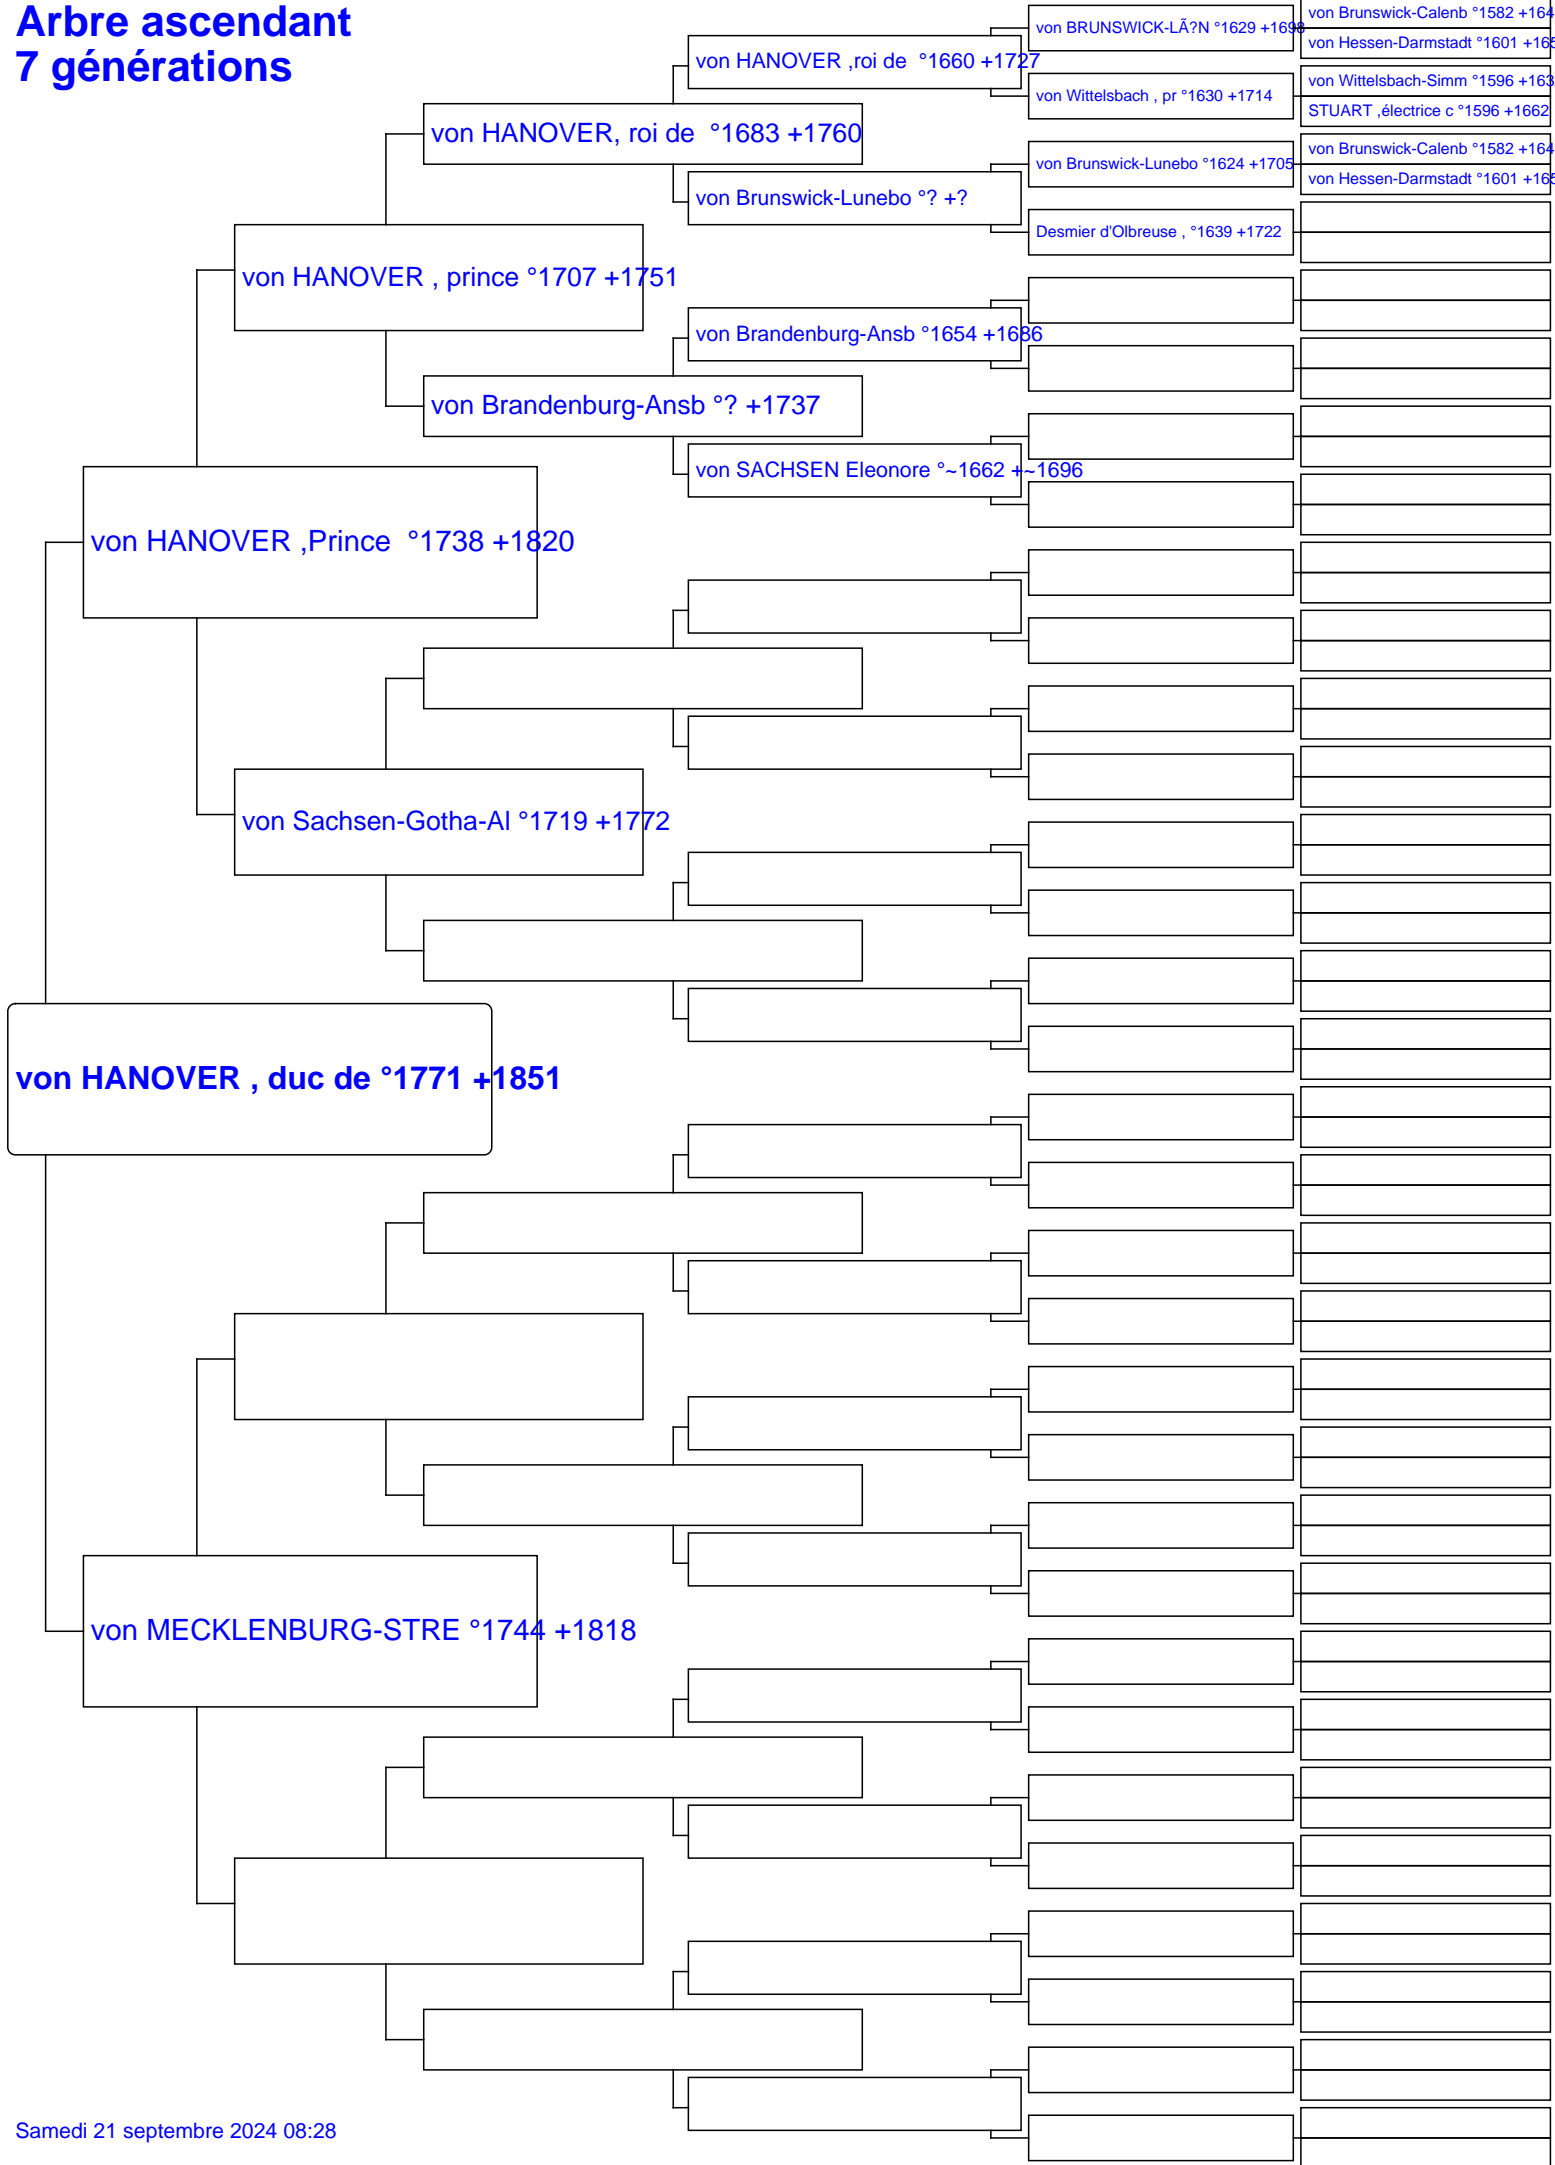 Arbre ascendant
7 générations
von Brunswick-Calenb °1582 +164
von BRUNSWICK-LÃ?N °1629 +1698
von Hessen-Darmstadt °1601 +165
von HANOVER ,roi de °1660 +1727
von Wittelsbach-Simm °1596 +163
von Wittelsbach , pr °1630 +1714
STUART ,électrice c °1596 +1662
von HANOVER, roi de °1683 +1760
von Brunswick-Calenb °1582 +164
von Brunswick-Lunebo °1624 +1705
von Hessen-Darmstadt °1601 +165
von Brunswick-Lunebo °? +?
Desmier d'Olbreuse , °1639 +1722
von HANOVER , prince °1707 +1751
von Brandenburg-Ansb °1654 +1686
von Brandenburg-Ansb °? +1737
von SACHSEN Eleonore °~1662 +~1696
von HANOVER ,Prince °1738 +1820
von Sachsen-Gotha-Al °1719 +1772
von HANOVER , duc de °1771 +1851
von MECKLENBURG-STRE °1744 +1818
Samedi 21 septembre 2024 08:28